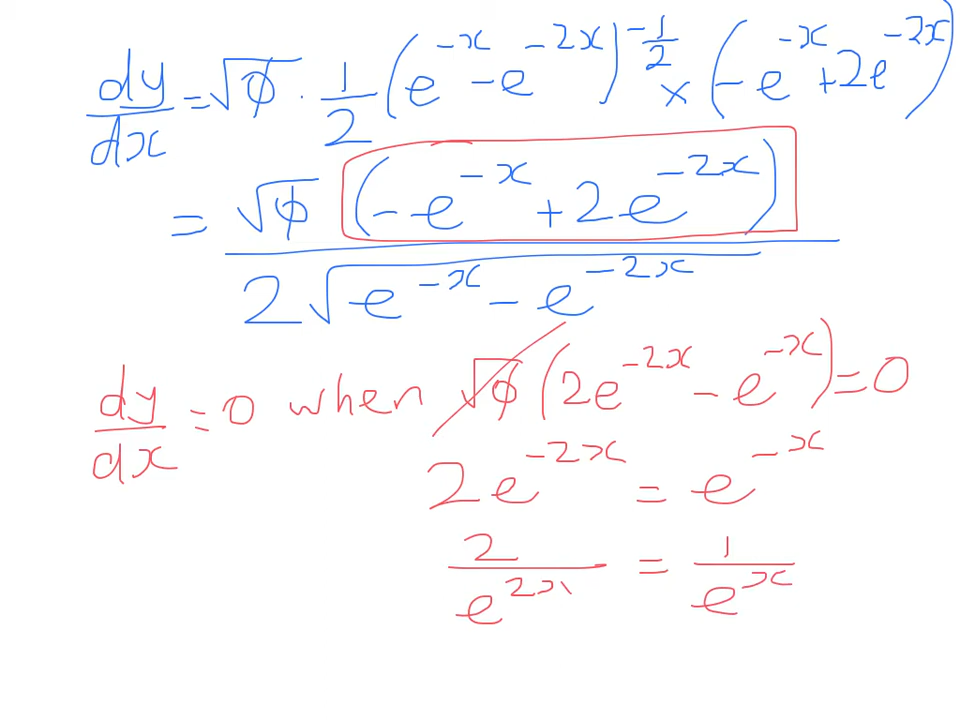 dy/dx = √φ · 1/2 (e^{-x} - e^{-2x})^{-1/2} × (-e^{-x} + 2e^{-2x})
= √φ (-e^{-x} + 2e^{-2x}) / 2√(e^{-x} - e^{-2x})
dy/dx = 0 when √φ (2e^{-2x} - e^{-x}) = 0
2e^{-2x} = e^{-x}
2/e^{2x} = 1/e^{x}